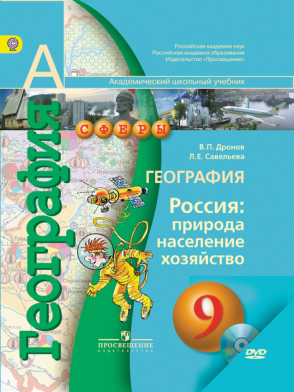 Российская академия наук
Российская академия образования
Издательство «Просвещение»
А
Академический школьный учебник
География
СФЕРЫ
В.П. Дронов
Л.Е. Савельева
ГЕОГРАФИЯ
Россия:
природа
население
хозяйство
9
DVD
ПРОСВЕЩЕНИЕ
ИЗДАТЕЛЬСТВО